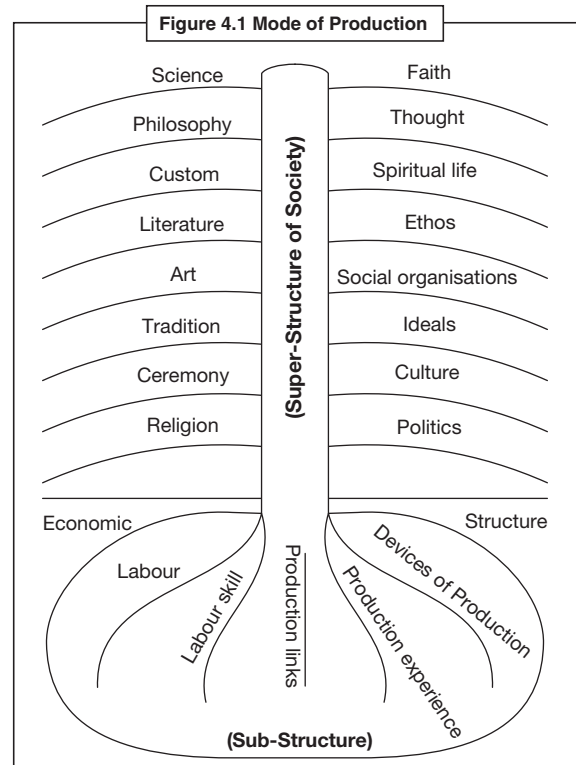 Figure 4.1 Mode of Production
Science
Faith
Philosophy
Thought
Custom
Spiritual life
Literature
Ethos
Art
Social organisations
Tradition
Ideals
Ceremony
Culture
Religion
Politics
(Super-Structure of Society)
Economic
Structure
Labour
Labour skill
Production links
Production experience
Devices of Production
(Sub-Structure)